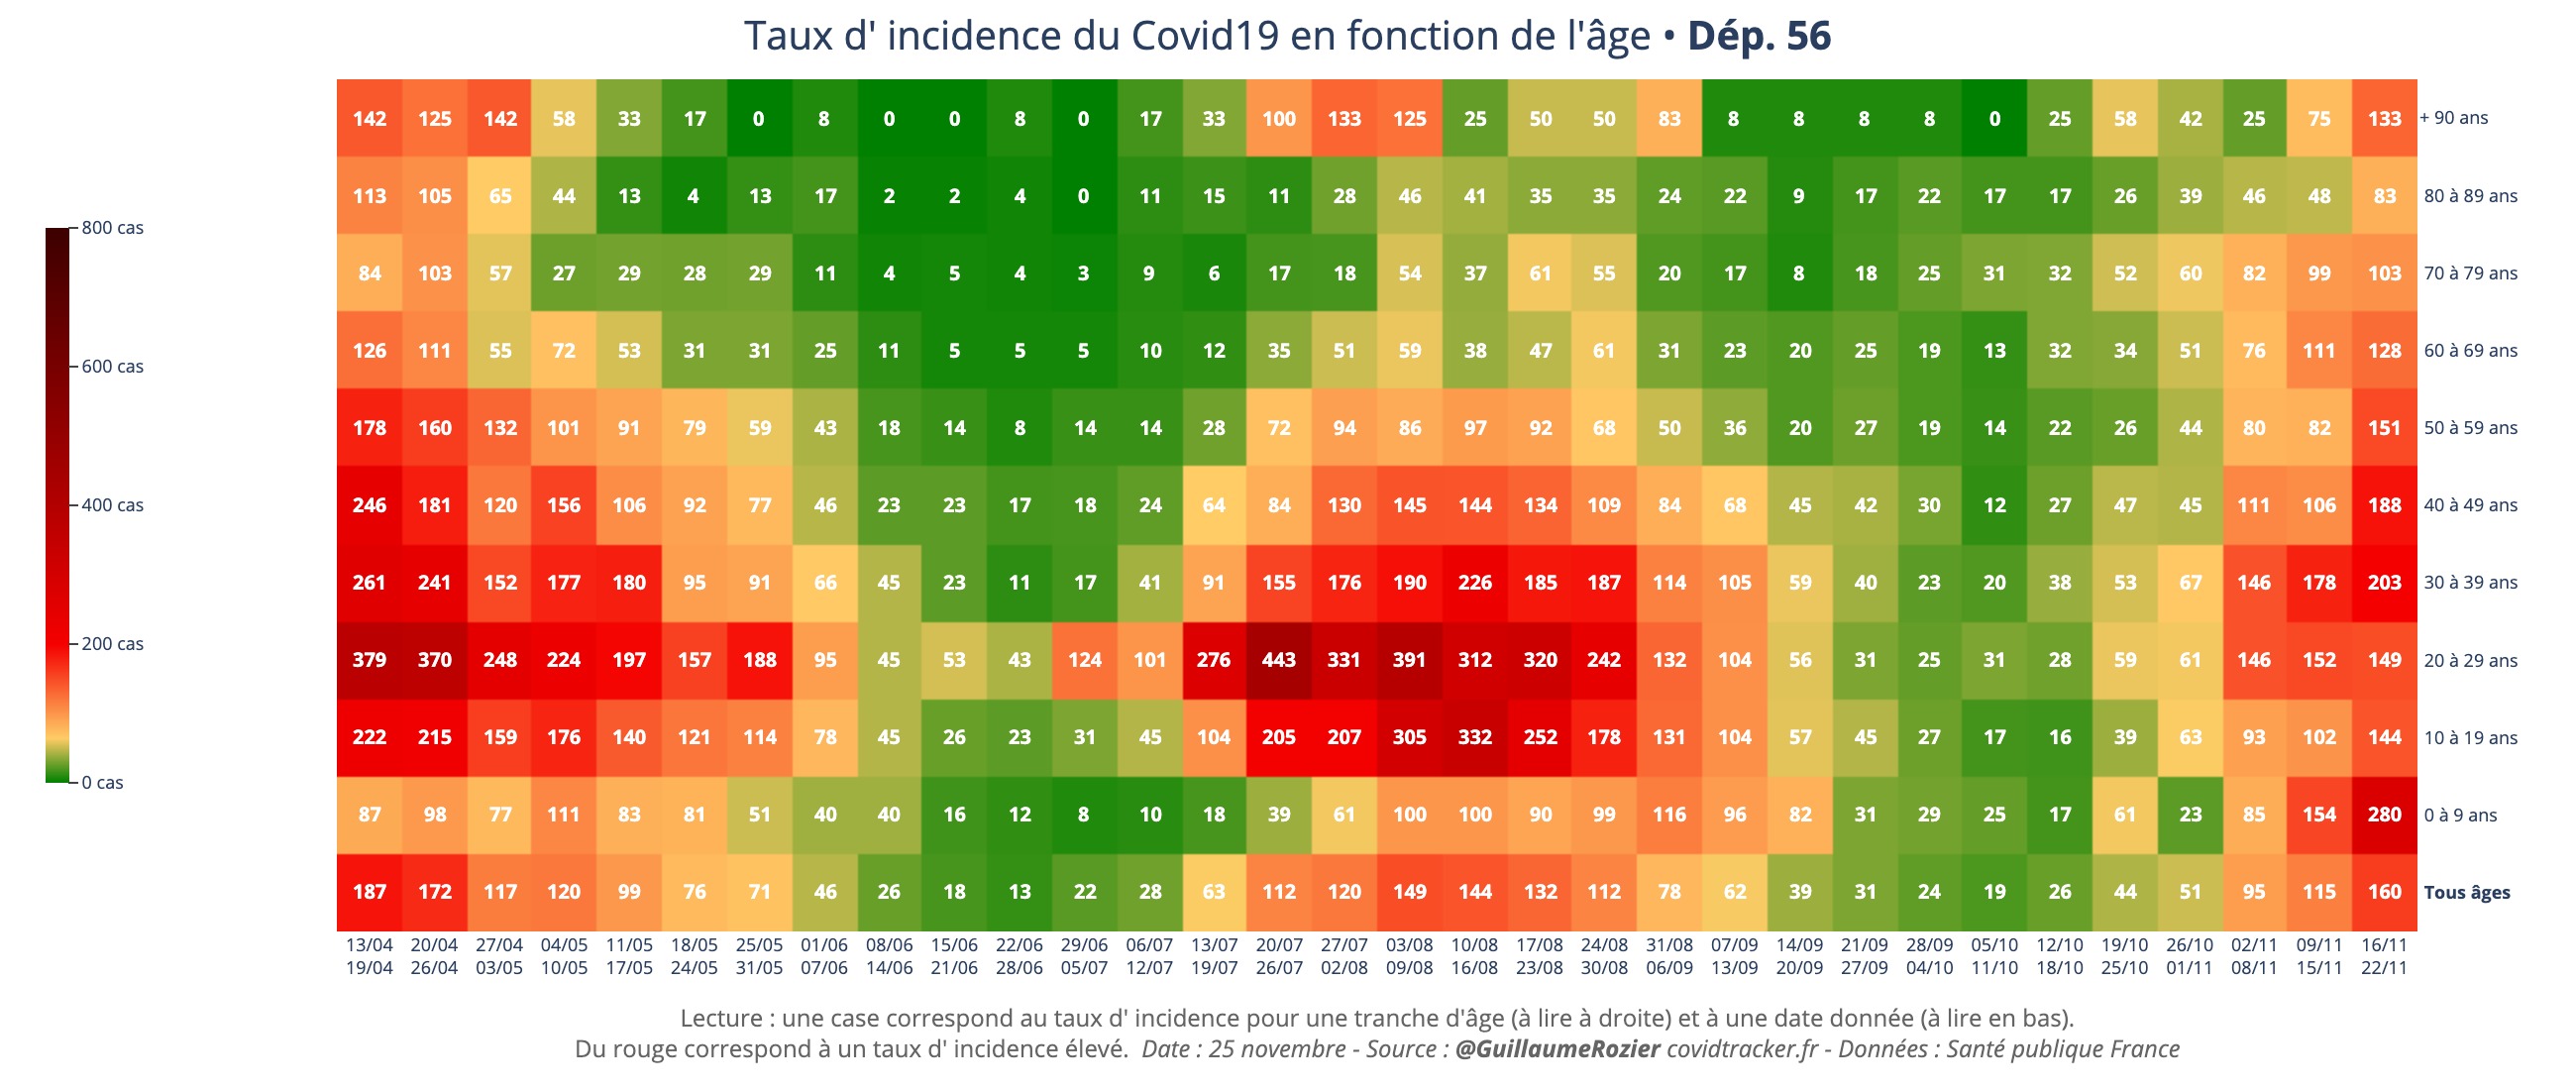 Taux d' incidence du Covid19 en fonction de l'âge • Dép. 56
142 125 142 58 33 17 0 8 0 0 8 0 17 33 100 133 125 25 50 50 83 8 8 8 8 0 25 58 42 25 75 133 + 90 ans
113 105 65 44 13 4 13 17 2 2 4 0 11 15 11 28 46 41 35 35 24 22 9 17 22 17 17 26 39 46 48 83 80 à 89 ans
800 cas
84 103 57 27 29 28 29 11 4 5 4 3 9 6 17 18 54 37 61 55 20 17 8 18 25 31 32 52 60 82 99 103 70 à 79 ans
126 111 55 72 53 31 31 25 11 5 5 5 10 12 35 51 59 38 47 61 31 23 20 25 19 13 32 34 51 76 111 128 60 à 69 ans
600 cas
178 160 132 101 91 79 59 43 18 14 8 14 14 28 72 94 86 97 92 68 50 36 20 27 19 14 22 26 44 80 82 151 50 à 59 ans
400 cas
246 181 120 156 106 92 77 46 23 23 17 18 24 64 84 130 145 144 134 109 84 68 45 42 30 12 27 47 45 111 106 188 40 à 49 ans
261 241 152 177 180 95 91 66 45 23 11 17 41 91 155 176 190 226 185 187 114 105 59 40 23 20 38 53 67 146 178 203 30 à 39 ans
200 cas
379 370 248 224 197 157 188 95 45 53 43 124 101 276 443 331 391 312 320 242 132 104 56 31 25 31 28 59 61 146 152 149 20 à 29 ans
222 215 159 176 140 121 114 78 45 26 23 31 45 104 205 207 305 332 252 178 131 104 57 45 27 17 16 39 63 93 102 144 10 à 19 ans
0 cas
87 98 77 111 83 81 51 40 40 16 12 8 10 18 39 61 100 100 90 99 116 96 82 31 29 25 17 61 23 85 154 280 0 à 9 ans
187 172 117 120 99 76 71 46 26 18 13 22 28 63 112 120 149 144 132 112 78 62 39 31 24 19 26 44 51 95 115 160 Tous âges
13/04 20/04 27/04 04/05 11/05 18/05 25/05 01/06 08/06 15/06 22/06 29/06 06/07 13/07 20/07 27/07 03/08 10/08 17/08 24/08 31/08 07/09 14/09 21/09 28/09 05/10 12/10 19/10 26/10 02/11 09/11 16/11
19/04 26/04 03/05 10/05 17/05 24/05 31/05 07/06 14/06 21/06 28/06 05/07 12/07 19/07 26/07 02/08 09/08 16/08 23/08 30/08 06/09 13/09 20/09 27/09 04/10 11/10 18/10 25/10 01/11 08/11 15/11 22/11
Lecture : une case correspond au taux d' incidence pour une tranche d'âge (à lire à droite) et à une date donnée (à lire en bas).
Du rouge correspond à un taux d' incidence élevé. Date : 25 novembre - Source : @GuillaumeRozier covidtracker.fr - Données : Santé publique France